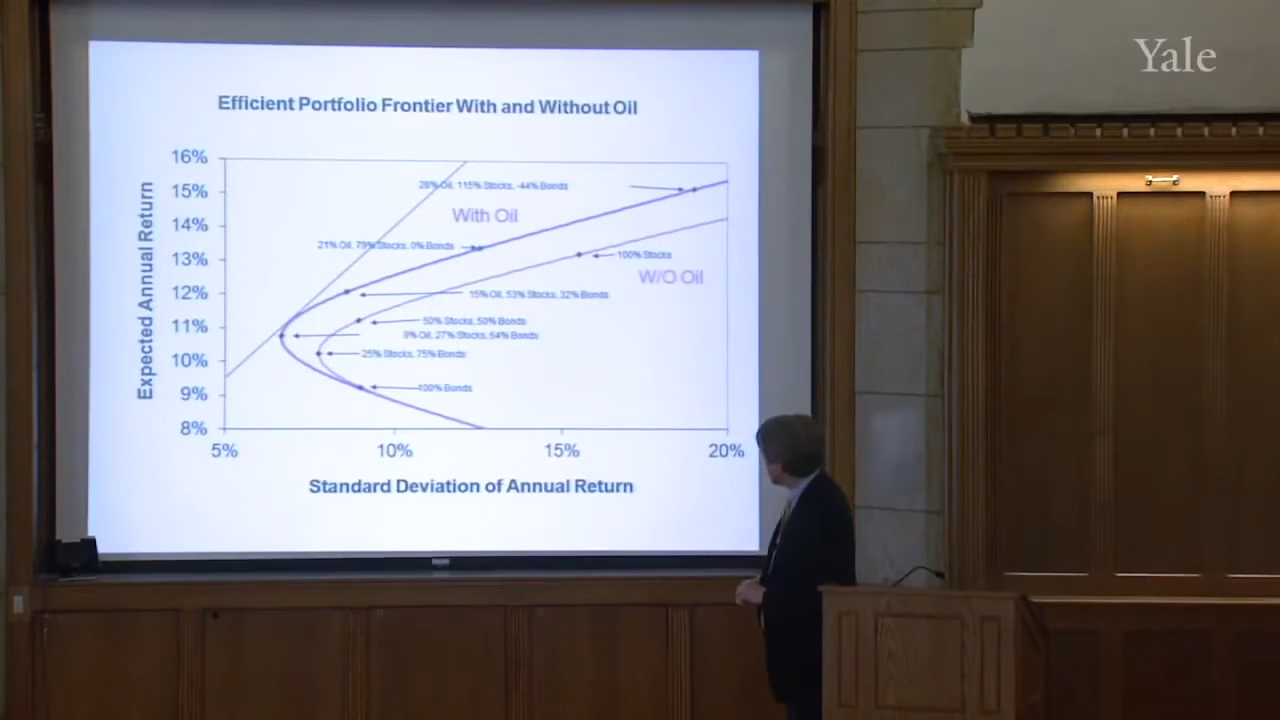 Yale
Efficient Portfolio Frontier With and Without Oil
Expected Annual Return
16%
15%
14%
13%
12%
11%
10%
9%
8%
28% Oil, 115% Stocks, -44% Bonds
With Oil
21% Oil, 79% Stocks, 0% Bonds
100% Stocks
W/O Oil
15% Oil, 53% Stocks, 32% Bonds
50% Stocks, 50% Bonds
9% Oil, 27% Stocks, 64% Bonds
25% Stocks, 75% Bonds
100% Bonds
5%
10%
15%
20%
Standard Deviation of Annual Return